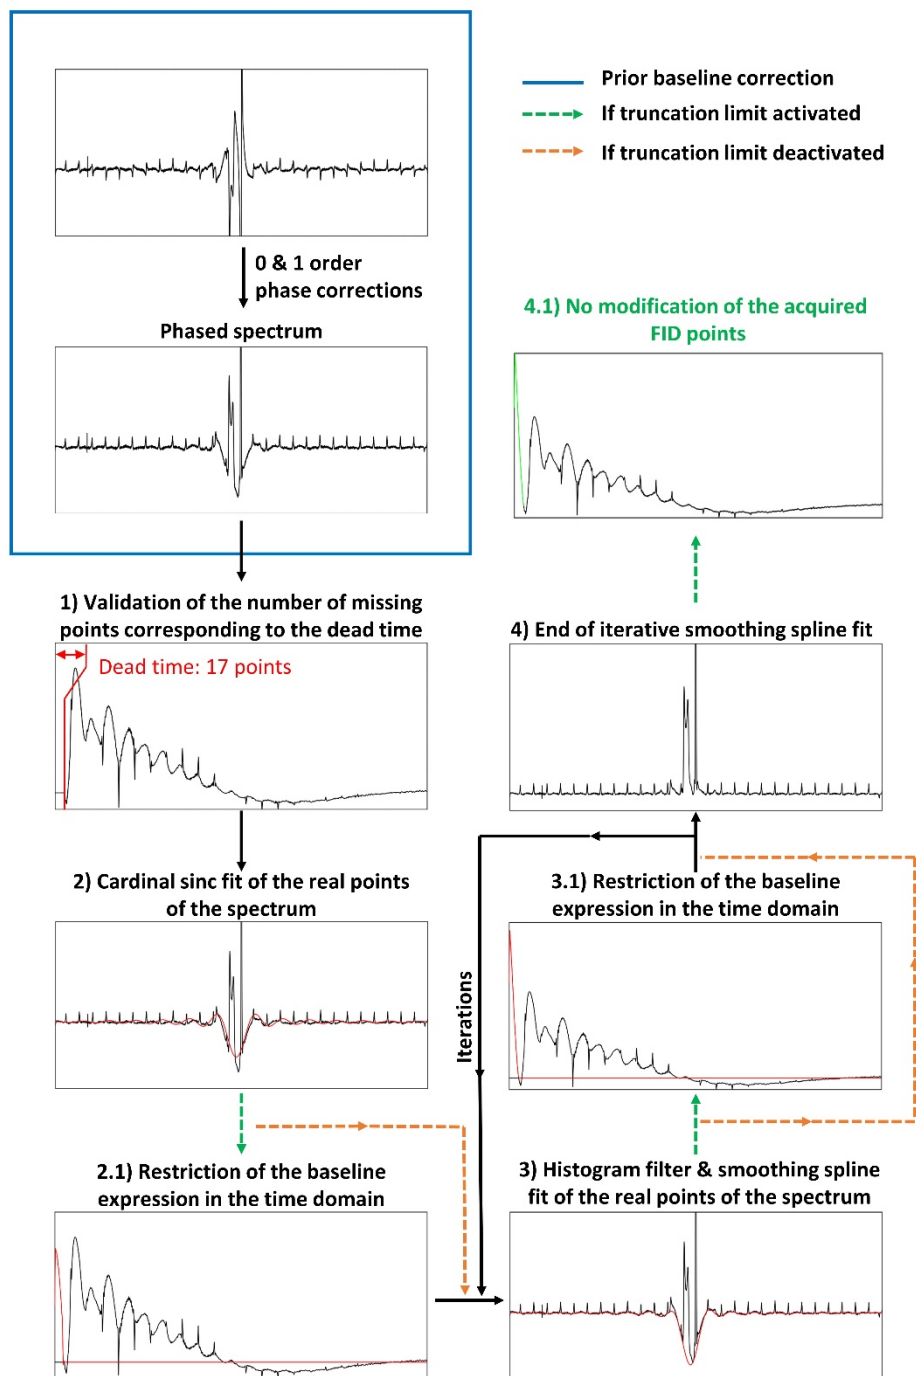 Prior baseline correction
If truncation limit activated
If truncation limit deactivated
0 & 1 order
phase corrections
Phased spectrum
1) Validation of the number of missing
points corresponding to the dead time
Dead time: 17 points
2) Cardinal sinc fit of the real points
of the spectrum
2.1) Restriction of the baseline
expression in the time domain
3) Histogram filter & smoothing spline
fit of the real points of the spectrum
3.1) Restriction of the baseline
expression in the time domain
Iterations
4) End of iterative smoothing spline fit
4.1) No modification of the acquired
FID points